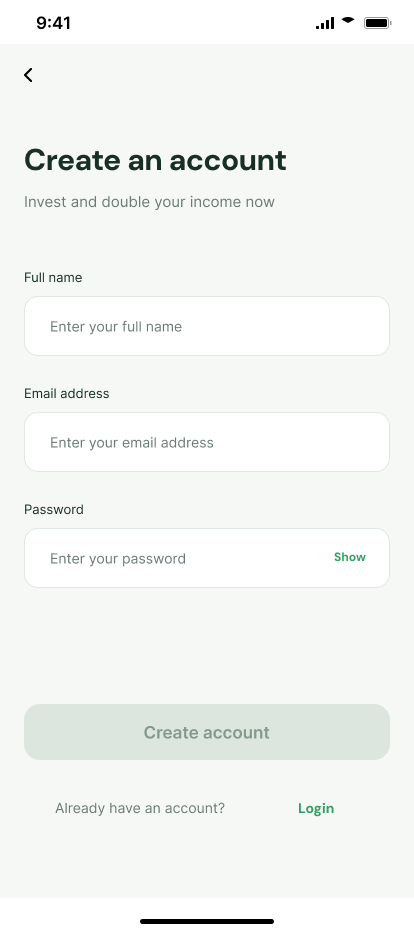 9:41
Create an account
Invest and double your income now
Full name
Enter your full name
Email address
Enter your email address
Password
Enter your password Show
Create account
Already have an account? Login